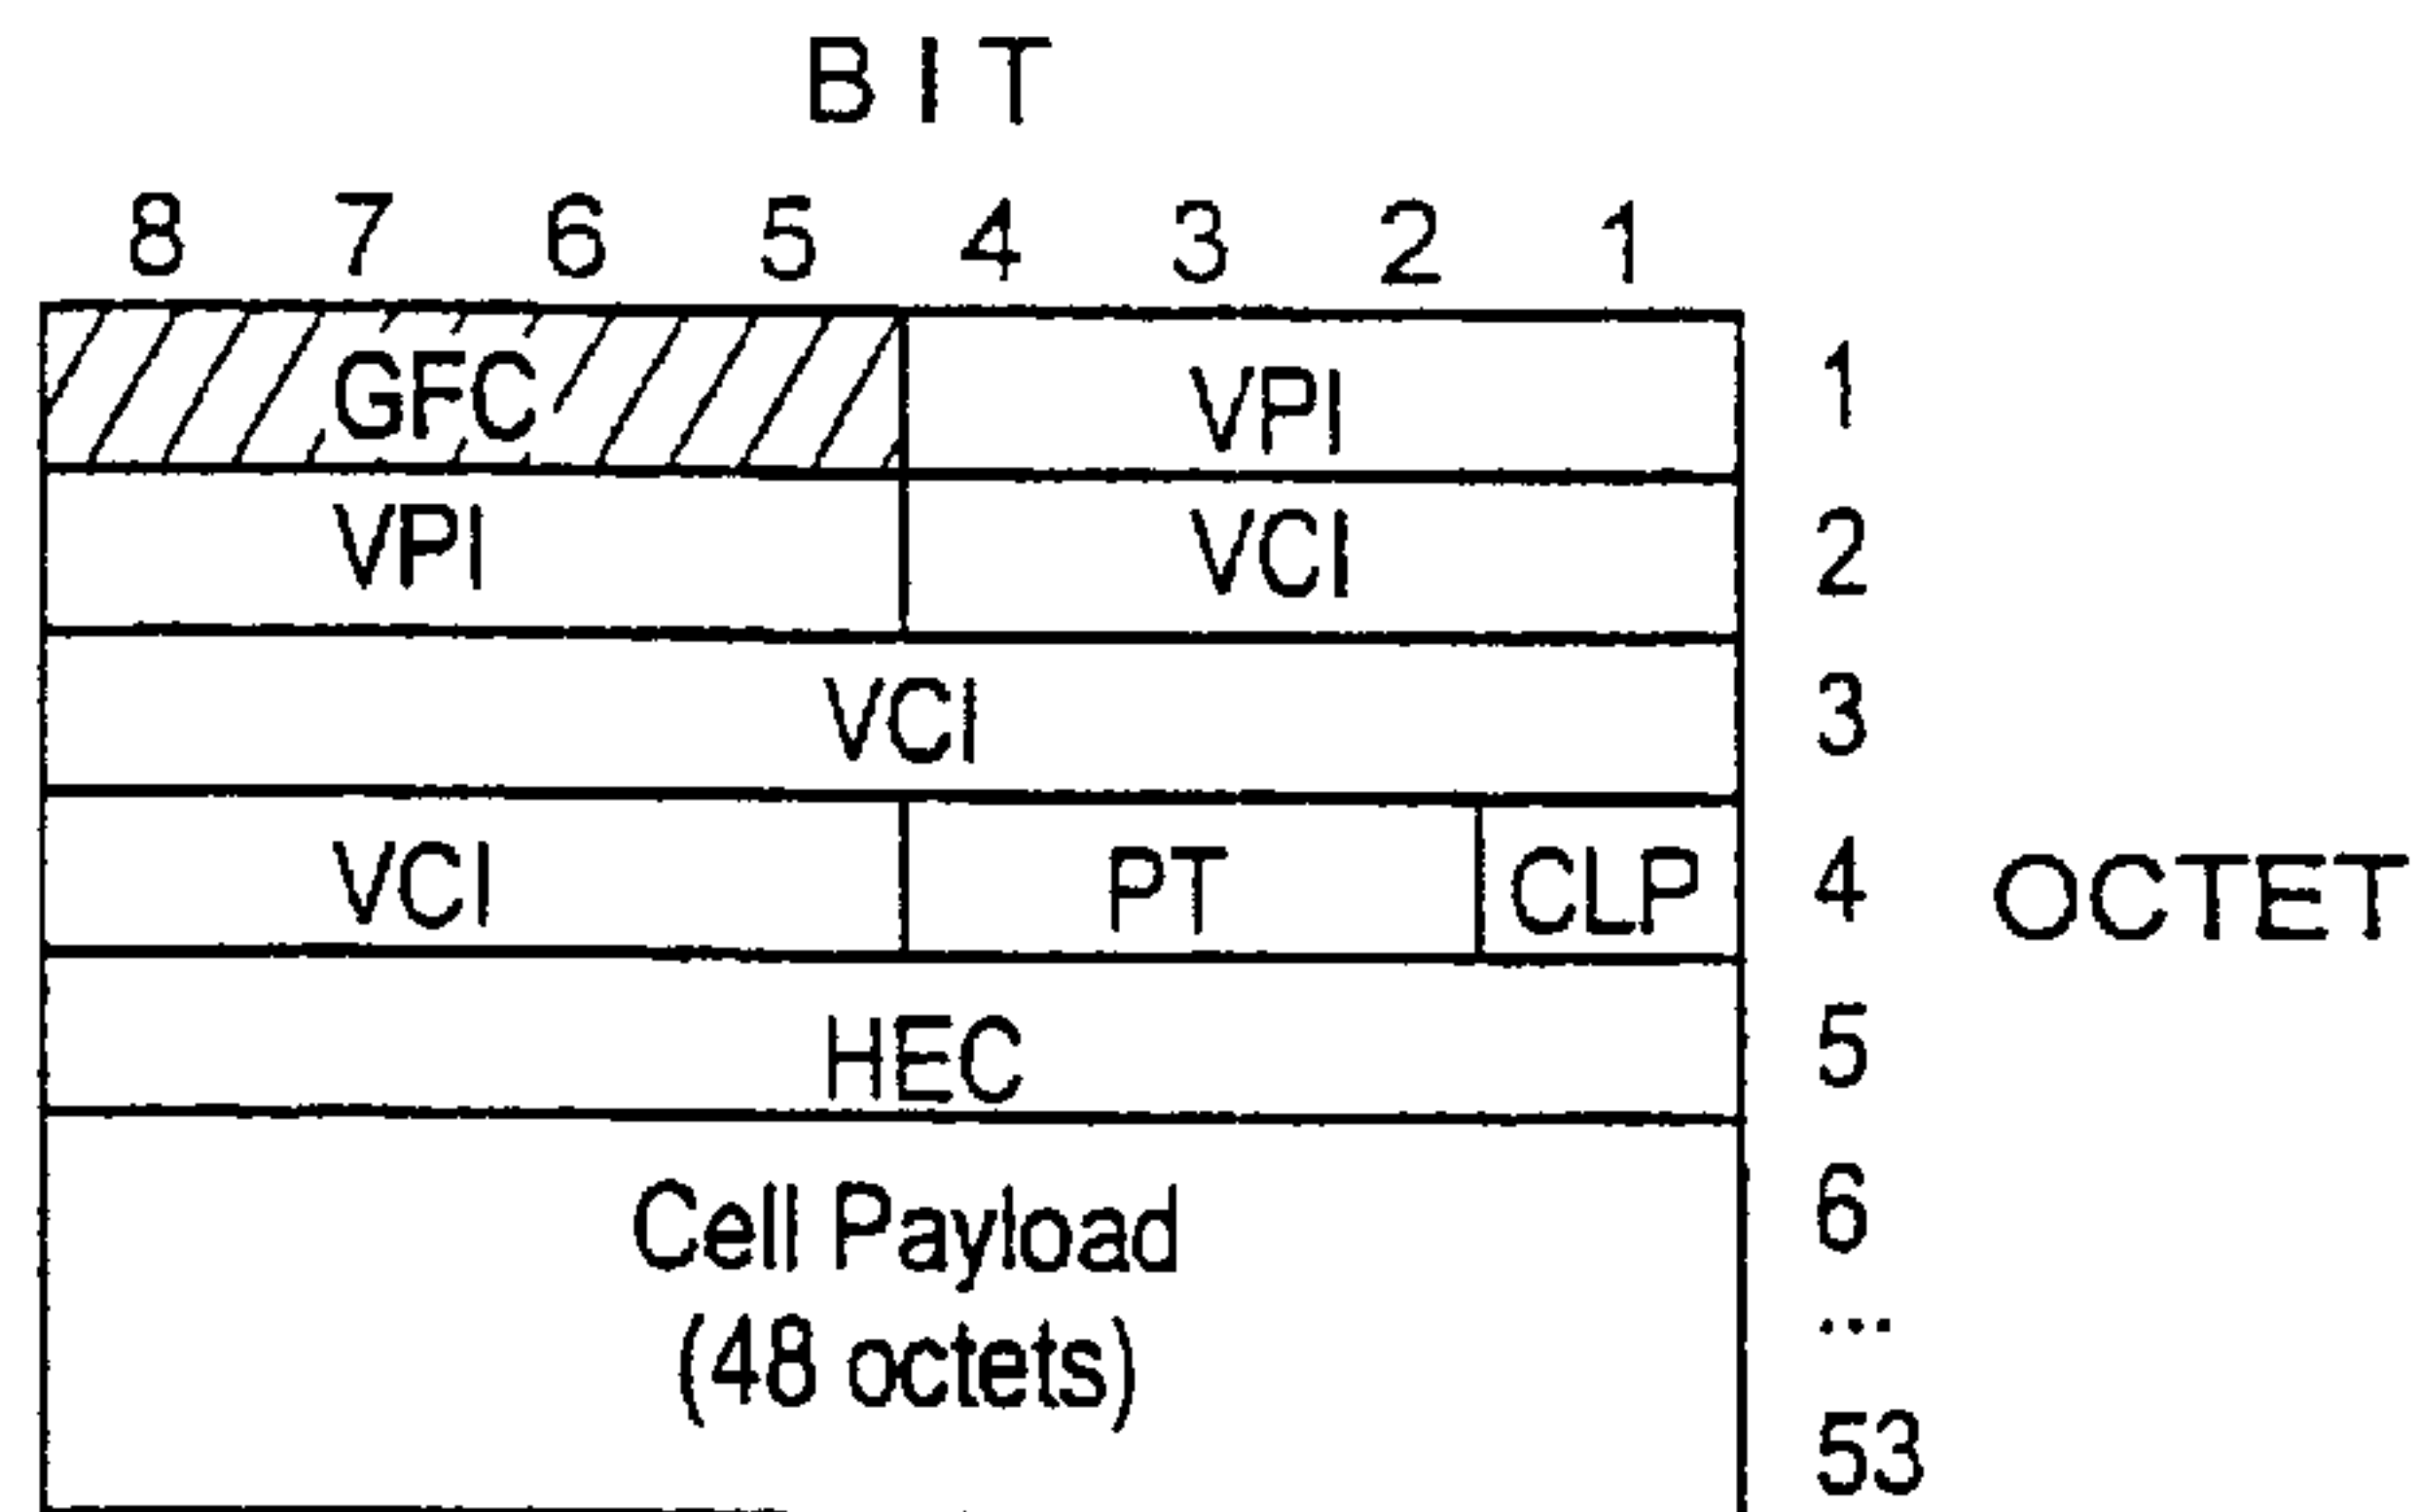 BIT
8 7 6 5 4 3 2 1
GFC VPI 1
VPI VCI 2
VCI 3
VCI PT CLP 4 OCTET
HEC 5
Cell Payload 6
(48 octets) ...
53